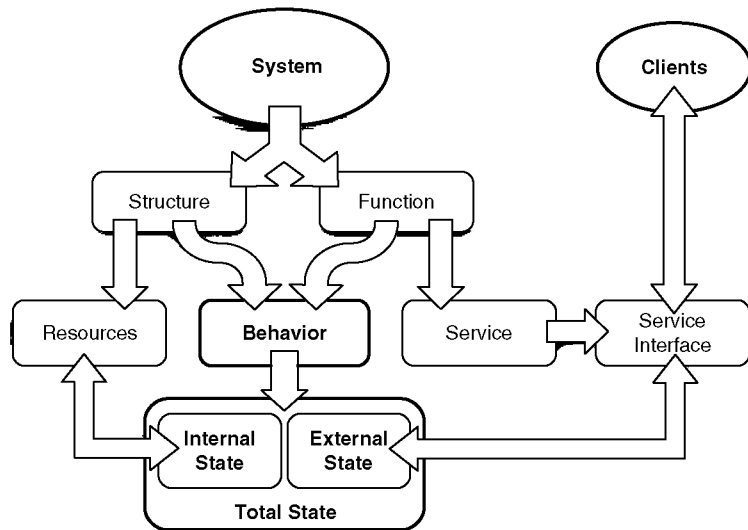 System
Clients
Structure
Function
Resources
Behavior
Service
Service
Interface
Internal
State
External
State
Total State